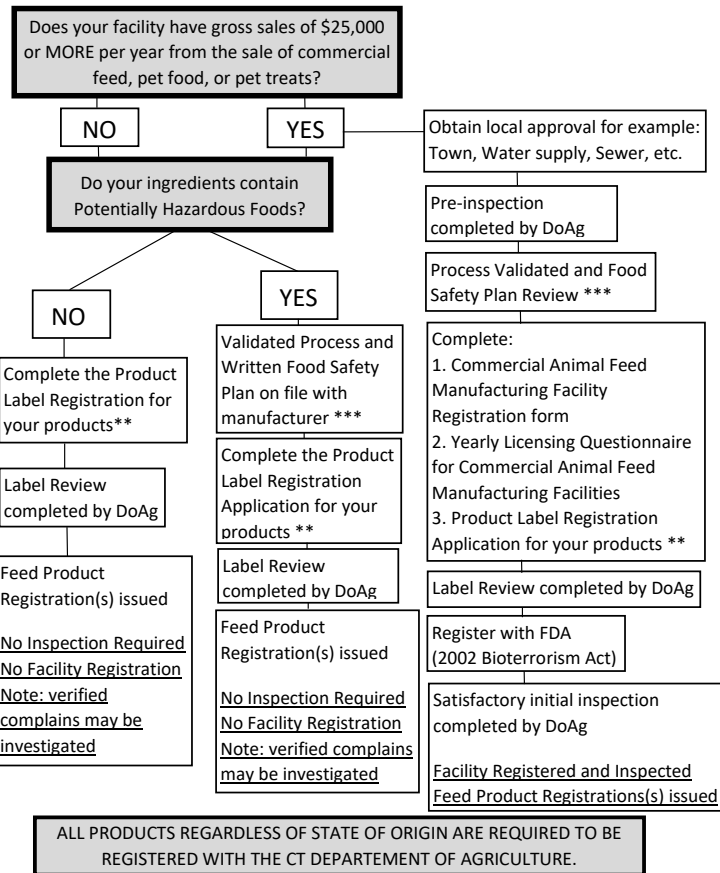 Does your facility have gross sales of $25,000
or MORE per year from the sale of commercial
feed, pet food, or pet treats?
NO
YES
Do your ingredients contain
Potentially Hazardous Foods?
NO
Complete the Product
Label Registration for
your products**
Label Review
completed by DoAg
Feed Product
Registration(s) issued
No Inspection Required
No Facility Registration
Note: verified
complains may be
investigated
YES
Validated Process and
Written Food Safety
Plan on file with
manufacturer ***
Complete the Product
Label Registration
Application for your
products **
Label Review
completed by DoAg
Feed Product
Registration(s) issued
No Inspection Required
No Facility Registration
Note: verified complains
may be investigated
Obtain local approval for example:
Town, Water supply, Sewer, etc.
Pre-inspection
completed by DoAg
Process Validated and Food
Safety Plan Review ***
Complete:
1. Commercial Animal Feed
Manufacturing Facility
Registration form
2. Yearly Licensing Questionnaire
for Commercial Animal Feed
Manufacturing Facilities
3. Product Label Registration
Application for your products **
Label Review completed by DoAg
Register with FDA
(2002 Bioterrorism Act)
Satisfactory initial inspection
completed by DoAg
Facility Registered and Inspected
Feed Product Registrations(s) issued
ALL PRODUCTS REGARDLESS OF STATE OF ORIGIN ARE REQUIRED TO BE
REGISTERED WITH THE CT DEPARTEMENT OF AGRICULTURE.